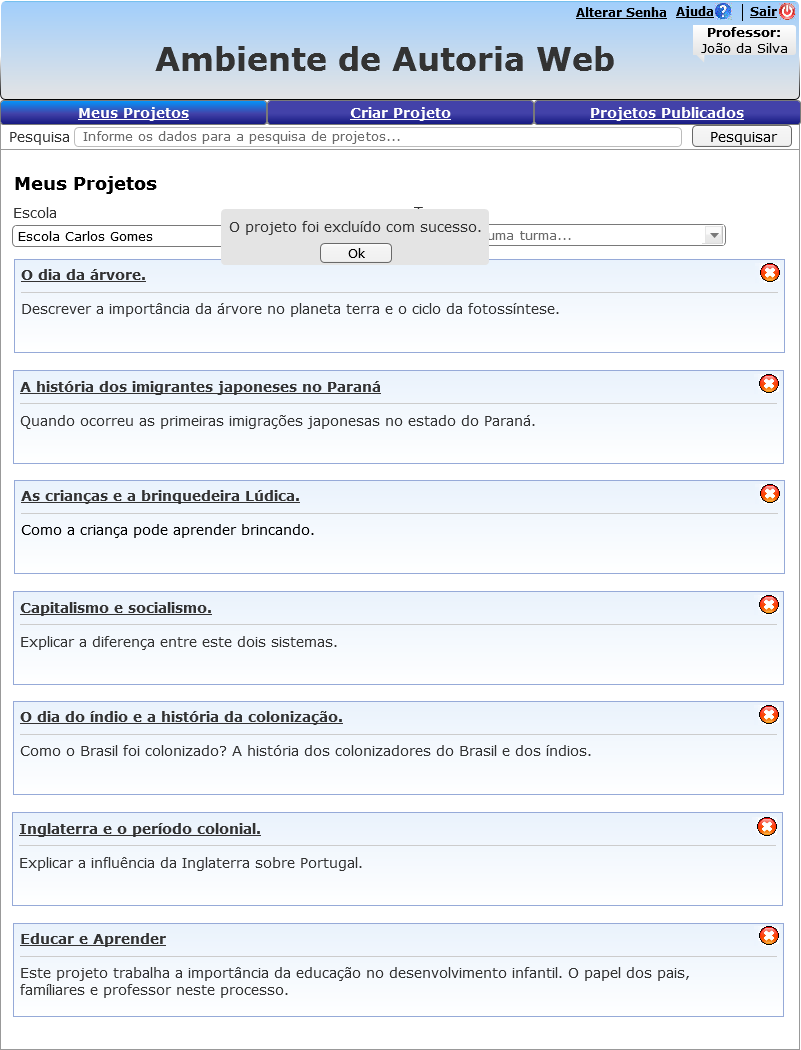 Alterar Senha Ajuda Sair
Professor:
João da Silva
Ambiente de Autoria Web
Meus Projetos Criar Projeto Projetos Publicados
Pesquisa Informe os dados para a pesquisa de projetos... Pesquisar
Meus Projetos
Escola
Escola Carlos Gomes uma turma...
O projeto foi excluído com sucesso.
Ok
O dia da árvore.
Descrever a importância da árvore no planeta terra e o ciclo da fotossíntese.
A história dos imigrantes japoneses no Paraná
Quando ocorreu as primeiras imigrações japonesas no estado do Paraná.
As crianças e a brinquedeira Lúdica.
Como a criança pode aprender brincando.
Capitalismo e socialismo.
Explicar a diferença entre este dois sistemas.
O dia do índio e a história da colonização.
Como o Brasil foi colonizado? A história dos colonizadores do Brasil e dos índios.
Inglaterra e o período colonial.
Explicar a influência da Inglaterra sobre Portugal.
Educar e Aprender
Este projeto trabalha a importância da educação no desenvolvimento infantil. O papel dos pais,
famíliares e professor neste processo.